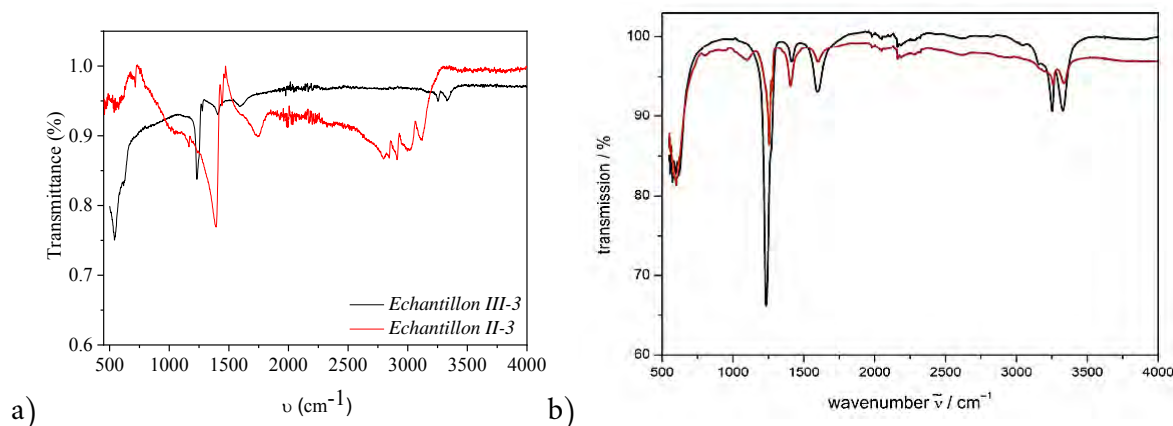 1.0
0.9
0.8
0.7
0.6
Transmittance (%)
Echantillon III-3
Echantillon II-3
500 1000 1500 2000 2500 3000 3500 4000
υ (cm⁻¹)
a)
100
90
80
70
60
transmission / %
500 1000 1500 2000 2500 3000 3500 4000
wavenumber ν̃ / cm⁻¹
b)